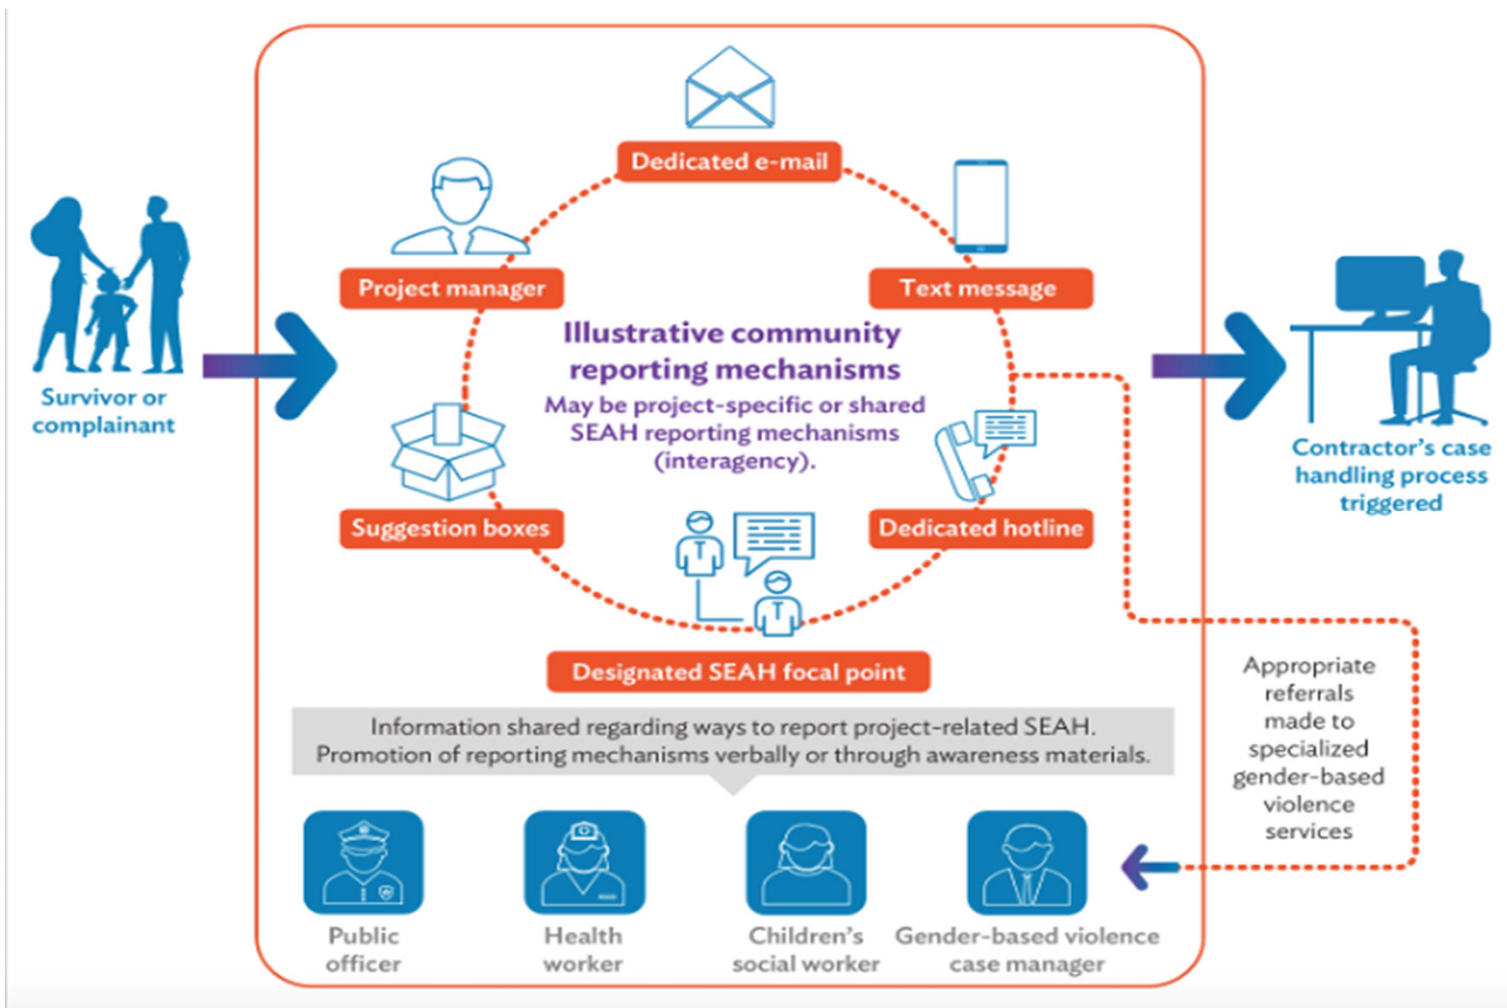 Dedicated e-mail
Project manager
Text message
Illustrative community
reporting mechanisms
May be project-specific or shared
SEAH reporting mechanisms
(interagency).
Survivor or
complainant
Suggestion boxes
Dedicated hotline
Contractor's case
handling process
triggered
Designated SEAH focal point
Information shared regarding ways to report project-related SEAH.
Promotion of reporting mechanisms verbally or through awareness materials.
Appropriate
referrals
made to
specialized
gender-based
violence
services
Public
officer
Health
worker
Children's
social worker
Gender-based violence
case manager